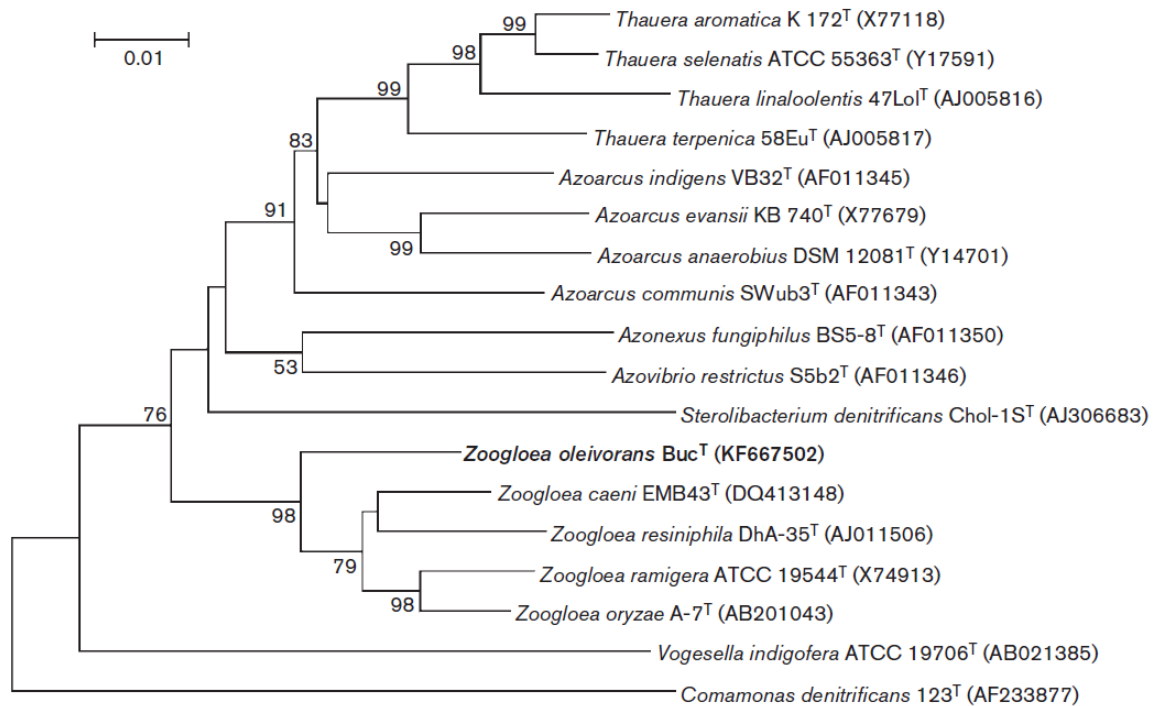 0.01
99
Thauera aromatica K 172ᵀ (X77118)
98
Thauera selenatis ATCC 55363ᵀ (Y17591)
99
Thauera linaloolentis 47Lolᵀ (AJ005816)
83
Thauera terpenica 58Euᵀ (AJ005817)
Azoarcus indigens VB32ᵀ (AF011345)
91
Azoarcus evansii KB 740ᵀ (X77679)
99
Azoarcus anaerobius DSM 12081ᵀ (Y14701)
Azoarcus communis SWub3ᵀ (AF011343)
Azonexus fungiphilus BS5-8ᵀ (AF011350)
53
Azovibrio restrictus S5b2ᵀ (AF011346)
76
Sterolibacterium denitrificans Chol-1Sᵀ (AJ306683)
Zoogloea oleivorans Bucᵀ (KF667502)
98
Zoogloea caeni EMB43ᵀ (DQ413148)
Zoogloea resiniphila DhA-35ᵀ (AJ011506)
79
Zoogloea ramigera ATCC 19544ᵀ (X74913)
98
Zoogloea oryzae A-7ᵀ (AB201043)
Vogesella indigofera ATCC 19706ᵀ (AB021385)
Comamonas denitrificans 123ᵀ (AF233877)